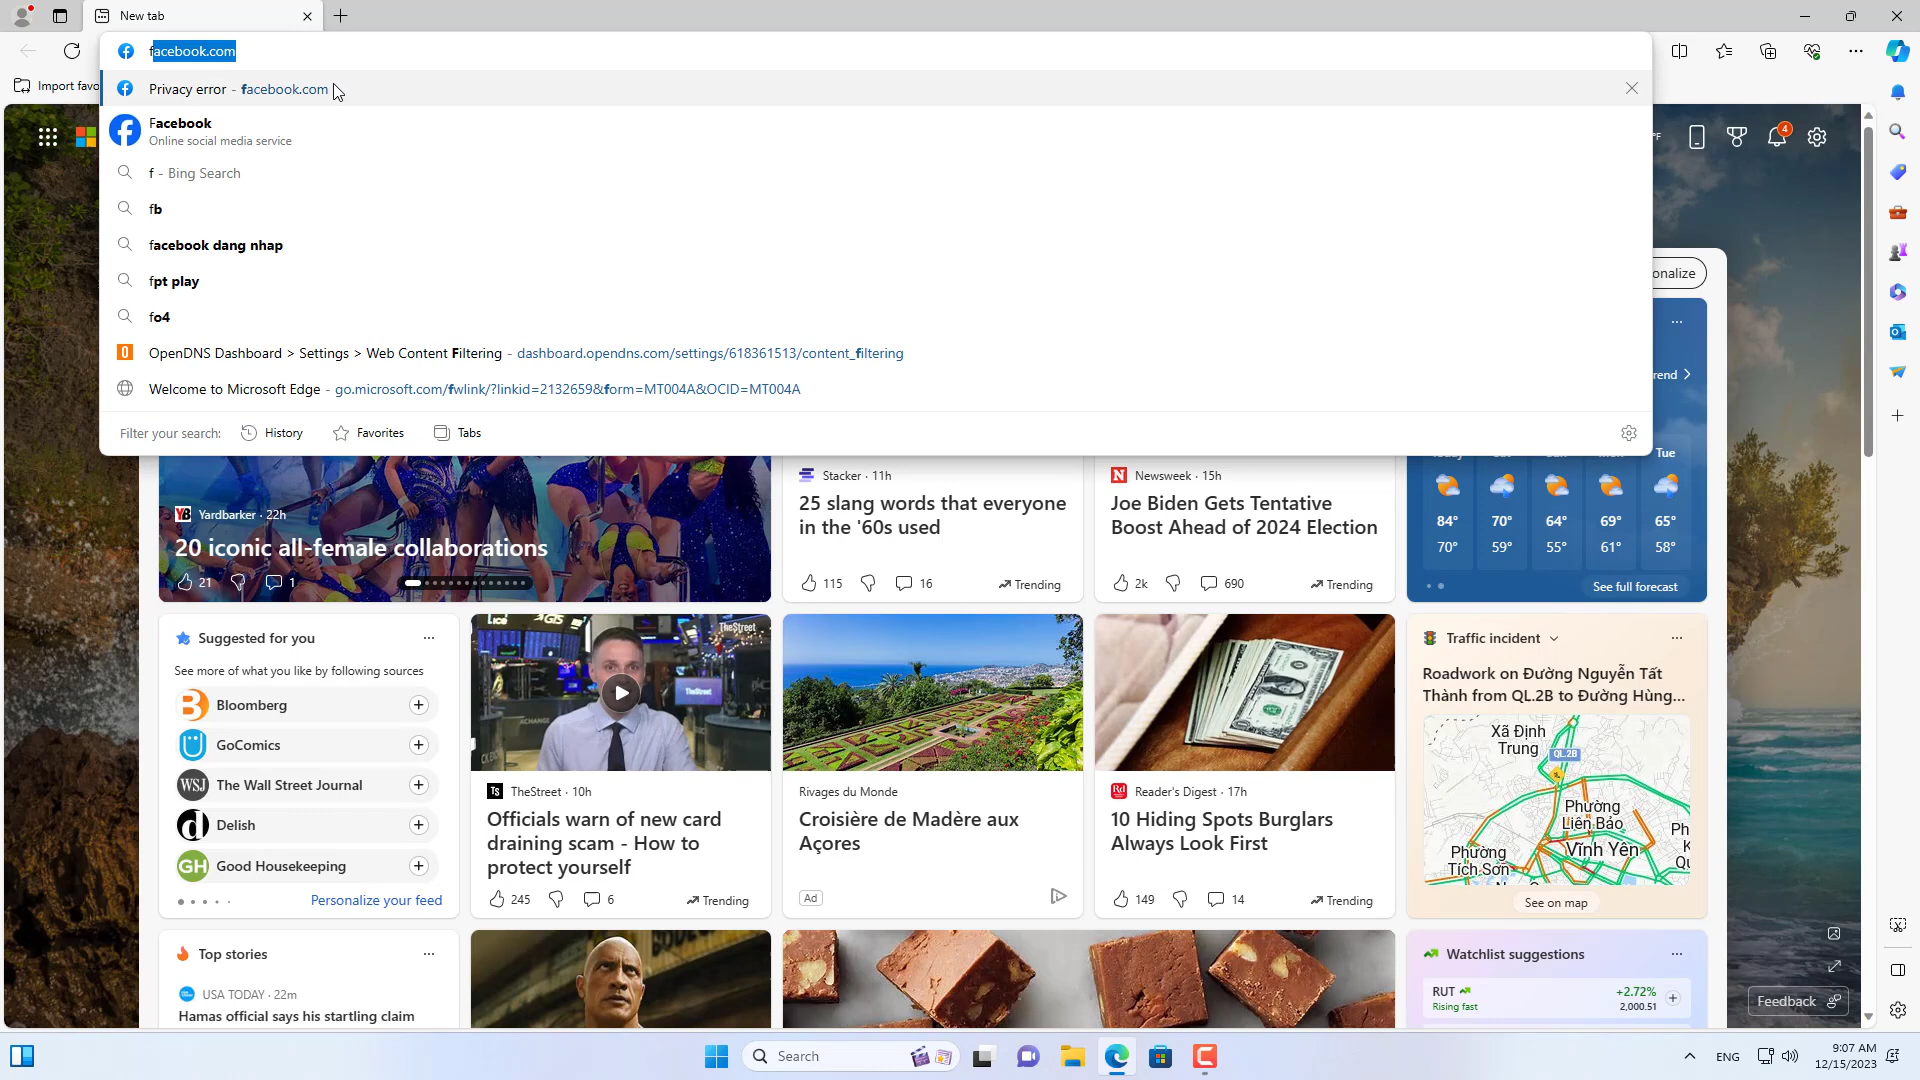 New tab
facebook.com
Import favo
Privacy error - facebook.com
Facebook
Online social media service
f - Bing Search
fb
facebook dang nhap
fpt play
fo4
OpenDNS Dashboard > Settings > Web Content Filtering - dashboard.opendns.com/settings/618361513/content_filtering
Welcome to Microsoft Edge - go.microsoft.com/fwlink/?linkid=2132659&form=MT004A&OCID=MT004A
Filter your search: History Favorites Tabs
°F
4
onalize
rend
Tue
84° 70° 64° 69° 65°
70° 59° 55° 61° 58°
See full forecast
YB Yardbarker · 22h
20 iconic all-female collaborations
21 1
Stacker · 11h
25 slang words that everyone
in the '60s used
115 16 Trending
N Newsweek · 15h
Joe Biden Gets Tentative
Boost Ahead of 2024 Election
2k 690 Trending
Suggested for you
See more of what you like by following sources
Bloomberg
GoComics
WSJ The Wall Street Journal
Delish
GH Good Housekeeping
Personalize your feed
TheStreet
TS TheStreet · 10h
Officials warn of new card
draining scam - How to
protect yourself
245 6 Trending
Rivages du Monde
Croisière de Madère aux
Açores
Ad
Rd Reader's Digest · 17h
10 Hiding Spots Burglars
Always Look First
149 14 Trending
Traffic incident
Roadwork on Đường Nguyễn Tất
Thành from QL.2B to Đường Hùng...
Xã Định
Trung
QL.2B
Phường
Liên Bảo
Vĩnh Yên
Phường
Tích Sơn
See on map
Top stories
USA TODAY · 22m
Hamas official says his startling claim
Watchlist suggestions
RUT +2.72%
Rising fast 2,000.51
Feedback
Search
ENG
9:07 AM
12/15/2023